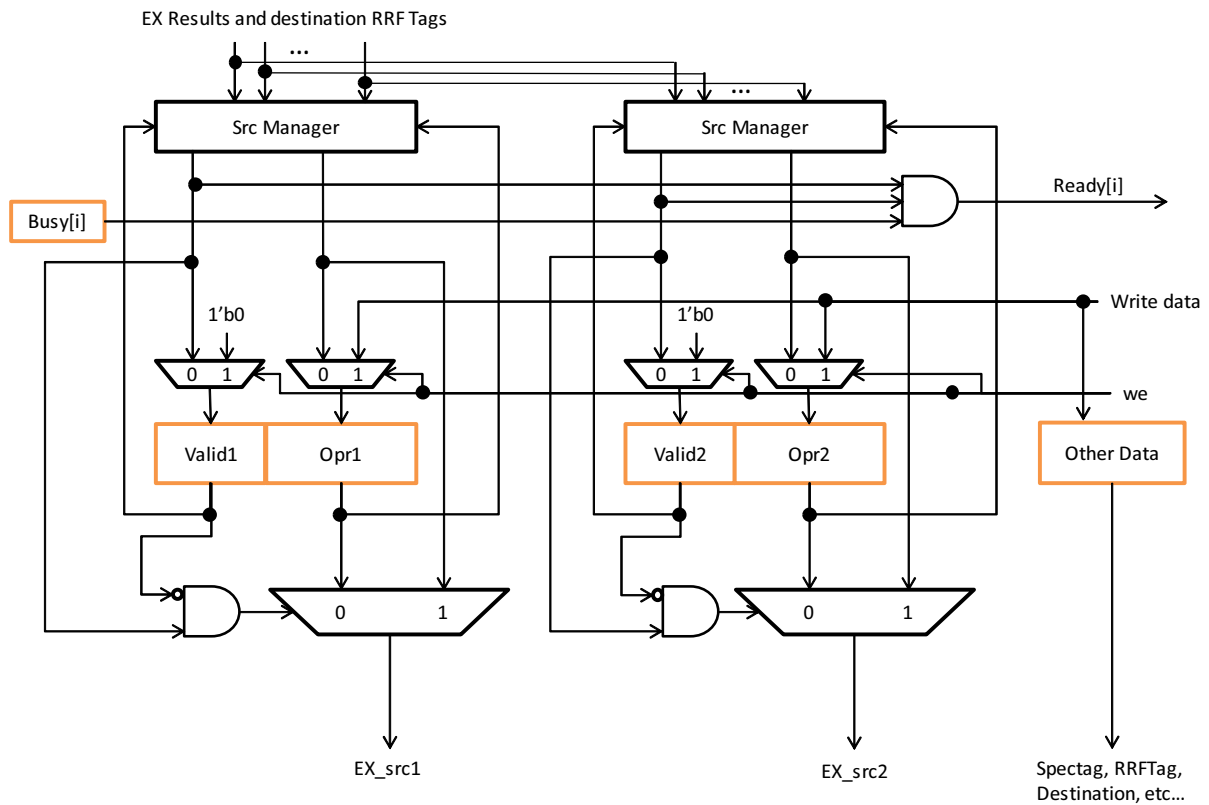 EX Results and destination RRF Tags
...
...
Src Manager
Src Manager
Ready[i]
Busy[i]
Write data
1'b0
1'b0
0 1
0 1
0 1
0 1
we
Valid1
Opr1
Valid2
Opr2
Other Data
0 1
0 1
EX_src1
EX_src2
Spectag, RRFTag,
Destination, etc...